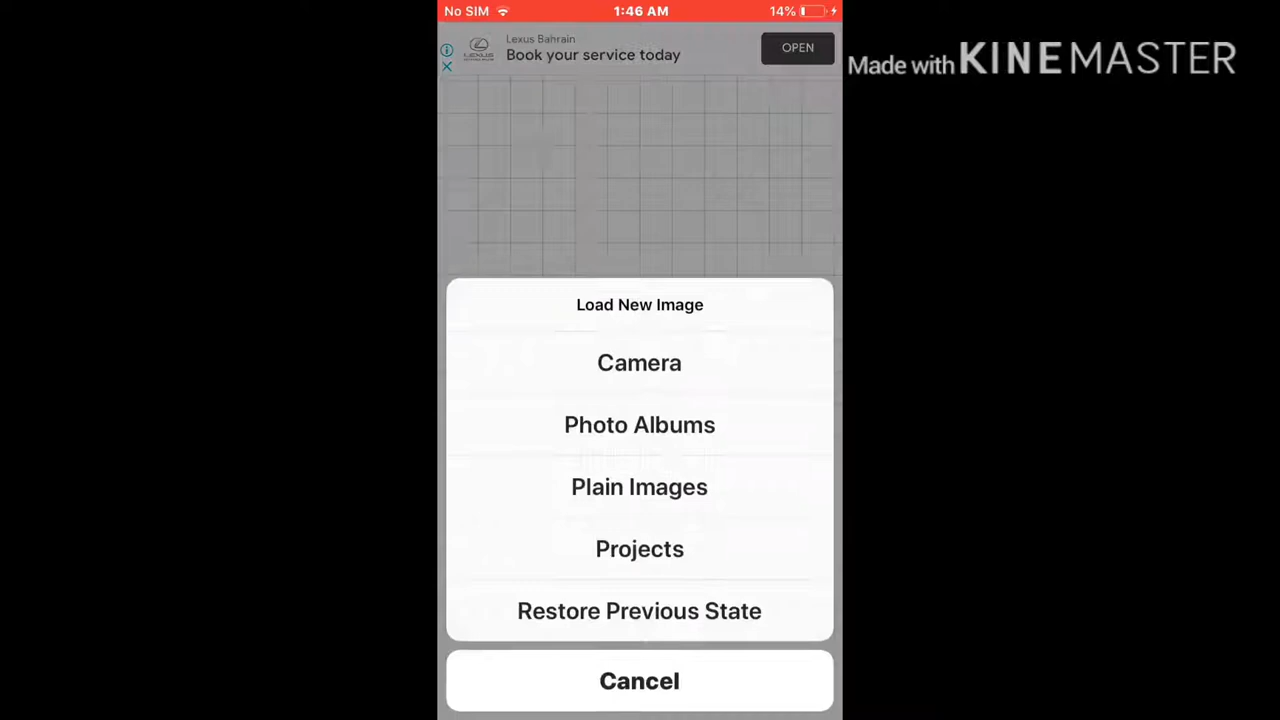 No SIM 1:46 AM 14%
Lexus Bahrain
LEXUS
Book your service today
OPEN
Made with KINEMASTER
Load New Image
Camera
Photo Albums
Plain Images
Projects
Restore Previous State
Cancel